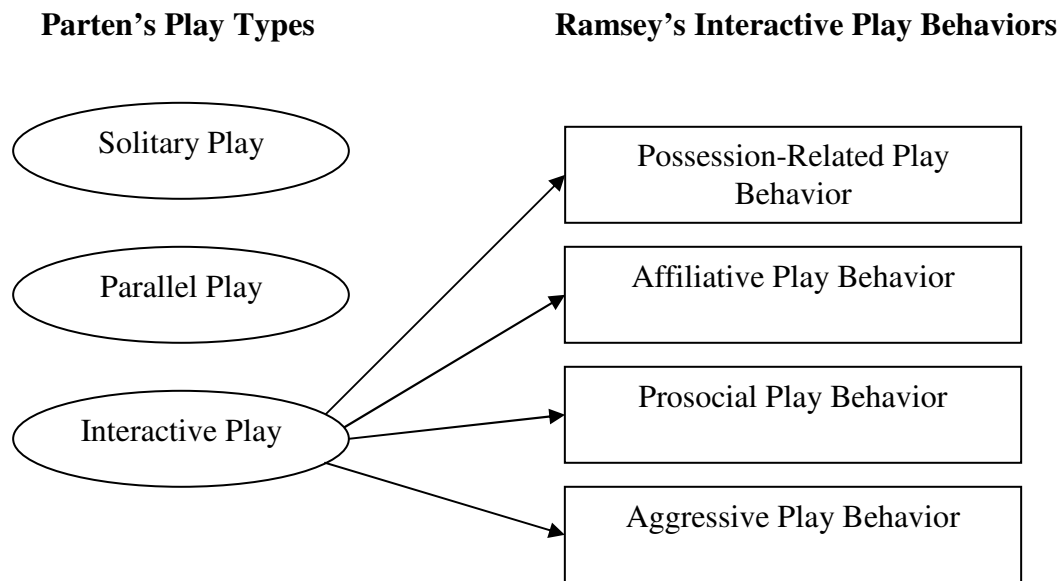 Parten’s Play Types
Ramsey’s Interactive Play Behaviors
Solitary Play
Parallel Play
Interactive Play
Possession-Related Play
Behavior
Affiliative Play Behavior
Prosocial Play Behavior
Aggressive Play Behavior